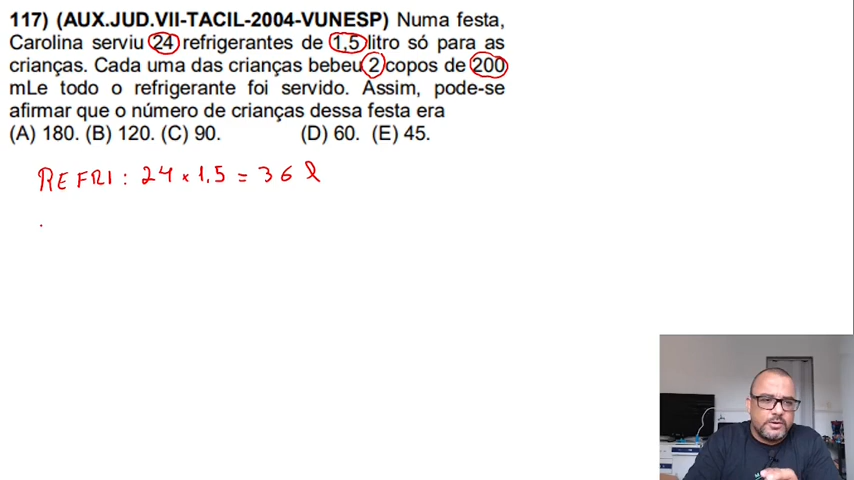 117) (AUX.JUD.VII-TACIL-2004-VUNESP) Numa festa,
Carolina serviu 24 refrigerantes de 1,5 litro só para as
crianças. Cada uma das crianças bebeu 2 copos de 200
mLe todo o refrigerante foi servido. Assim, pode-se
afirmar que o número de crianças dessa festa era
(A) 180. (B) 120. (C) 90. (D) 60. (E) 45.
REFRI: 24 × 1,5 = 36 l